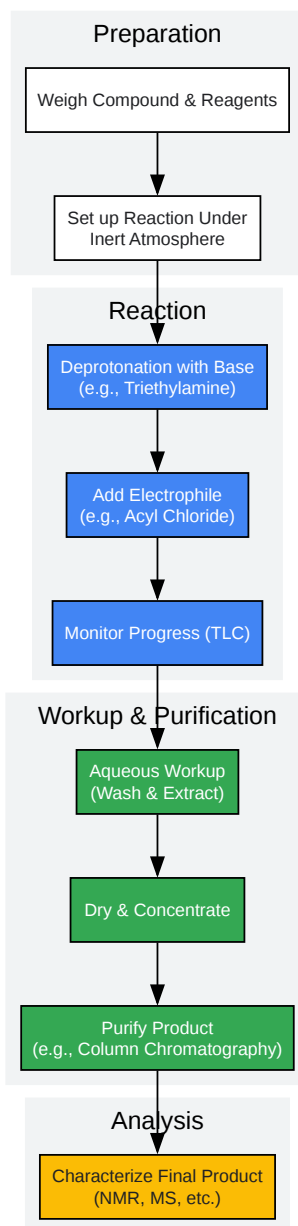 Preparation
Weigh Compound & Reagents
Set up Reaction Under
Inert Atmosphere
Reaction
Deprotonation with Base
(e.g., Triethylamine)
Add Electrophile
(e.g., Acyl Chloride)
Monitor Progress (TLC)
Workup & Purification
Aqueous Workup
(Wash & Extract)
Dry & Concentrate
Purify Product
(e.g., Column Chromatography)
Analysis
Characterize Final Product
(NMR, MS, etc.)